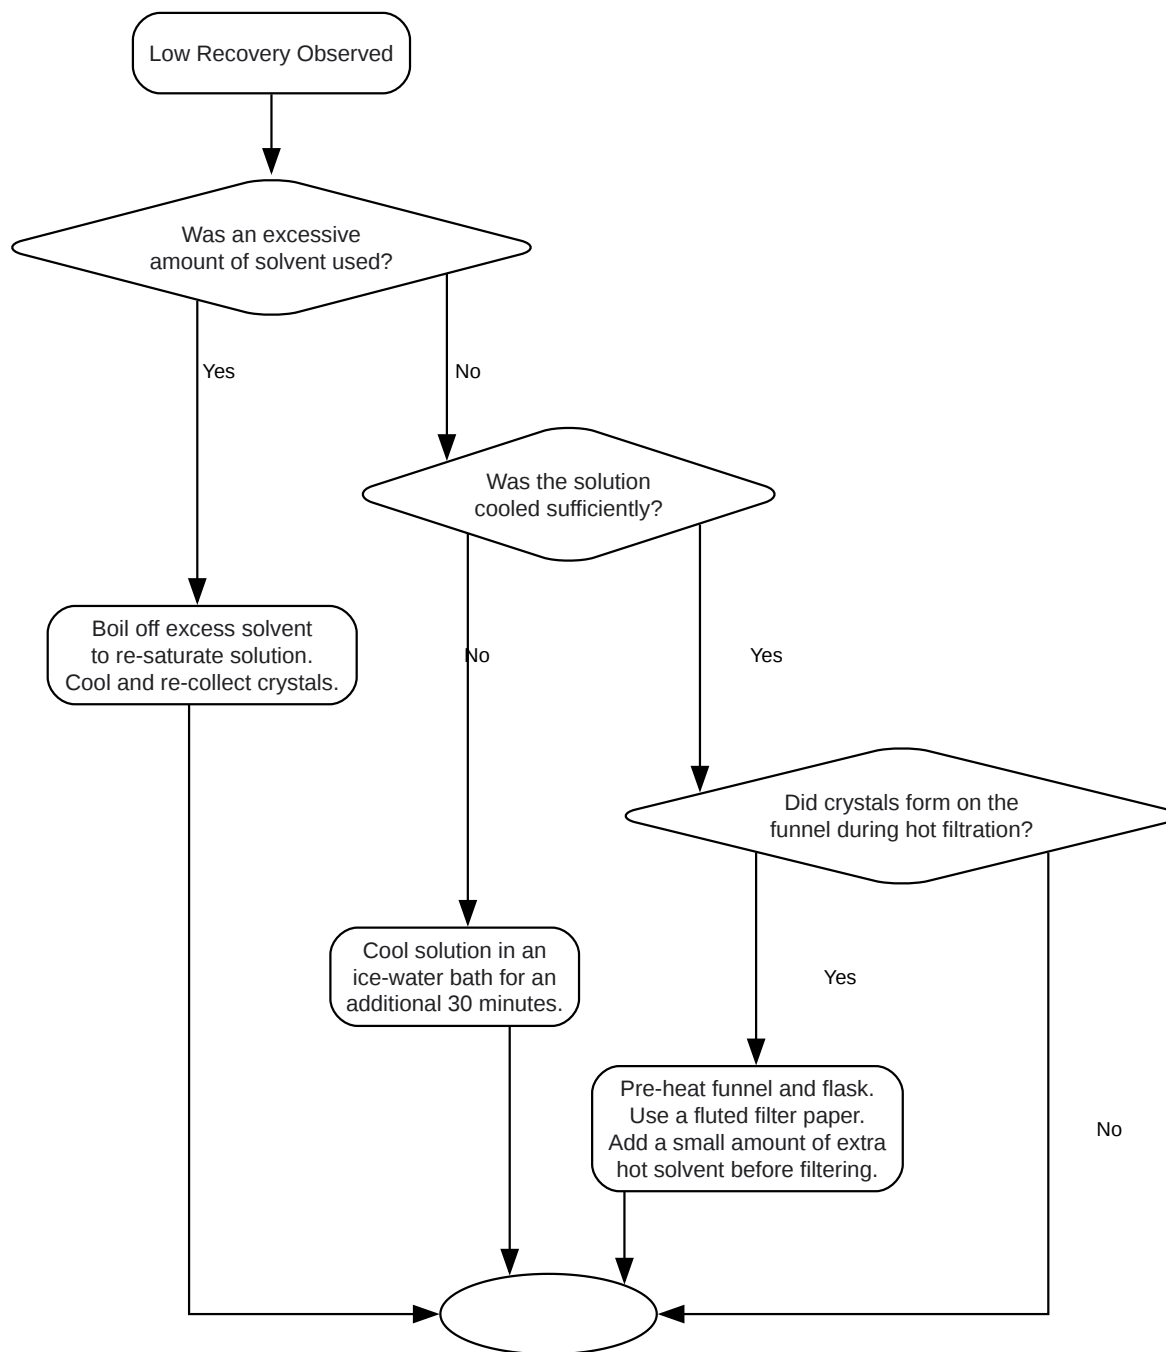 Low Recovery Observed
Was an excessive
amount of solvent used?
Yes
No
Was the solution
cooled sufficiently?
Boil off excess solvent
to re-saturate solution.
Cool and re-collect crystals.
No
Yes
Did crystals form on the
funnel during hot filtration?
Cool solution in an
ice-water bath for an
additional 30 minutes.
Yes
Pre-heat funnel and flask.
Use a fluted filter paper.
Add a small amount of extra
hot solvent before filtering.
No